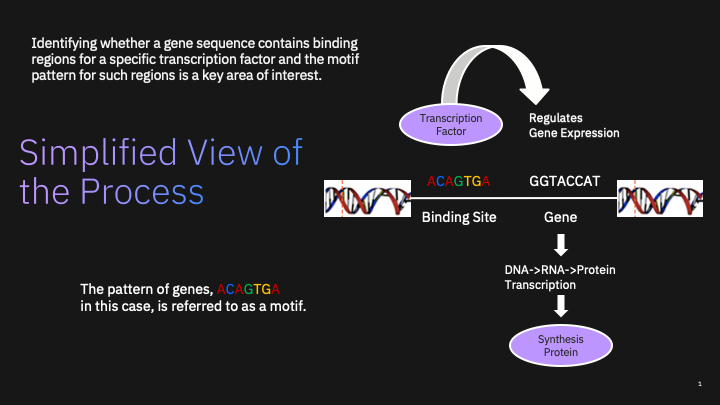 Identifying whether a gene sequence contains binding
regions for a specific transcription factor and the motif
pattern for such regions is a key area of interest.
Simplified View of
the Process
The pattern of genes, ACAGTGA
in this case, is referred to as a motif.
Transcription
Factor
Regulates
Gene Expression
ACAGTGA
GGTACCAT
Binding Site
Gene
DNA->RNA->Protein
Transcription
Synthesis
Protein
1